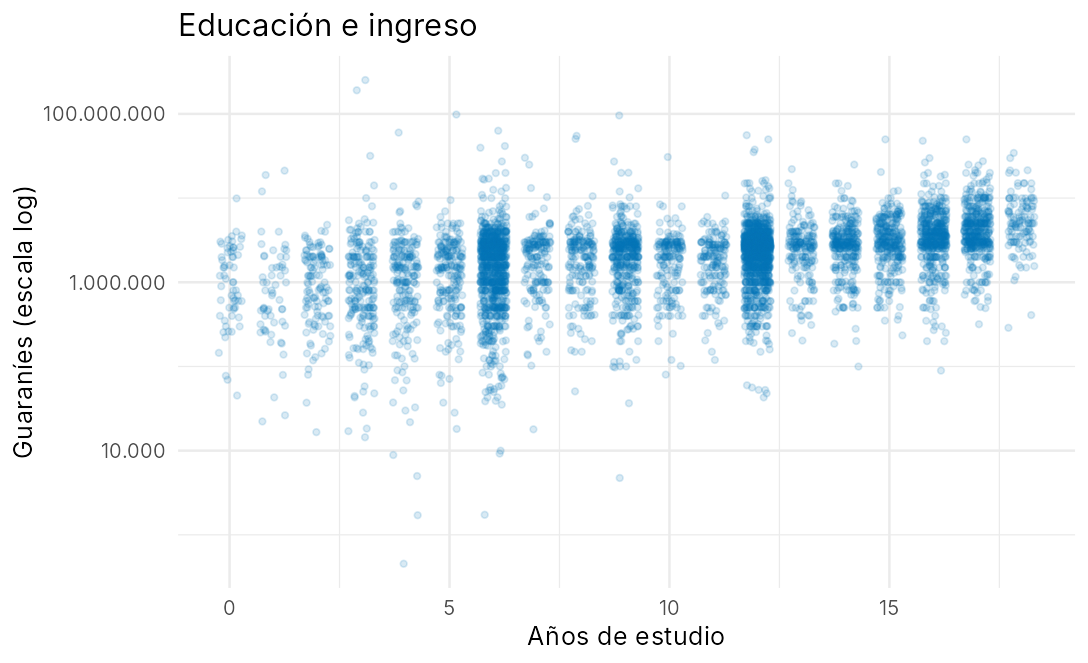 Educación e ingreso
Guaraníes (escala log)
100.000.000
1.000.000
10.000
0 5 10 15
Años de estudio